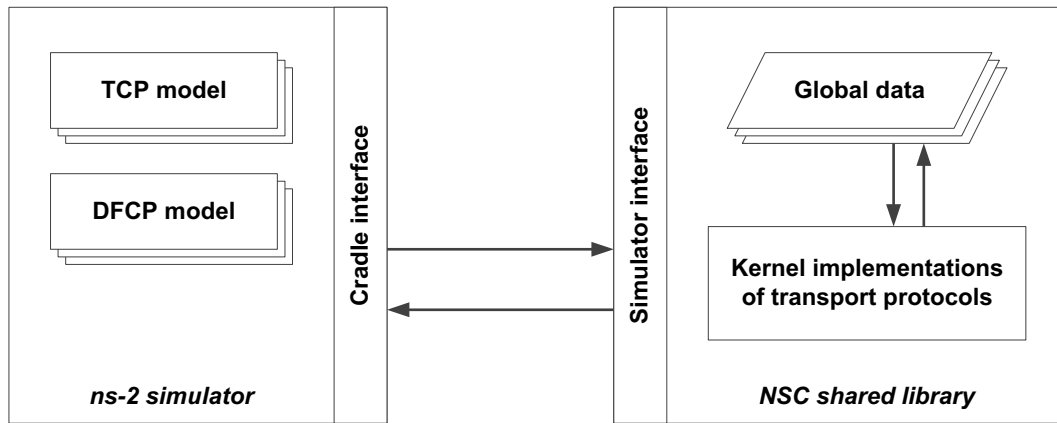 TCP model
DFCP model
ns-2 simulator
Cradle interface
Simulator interface
Global data
Kernel implementations
of transport protocols
NSC shared library